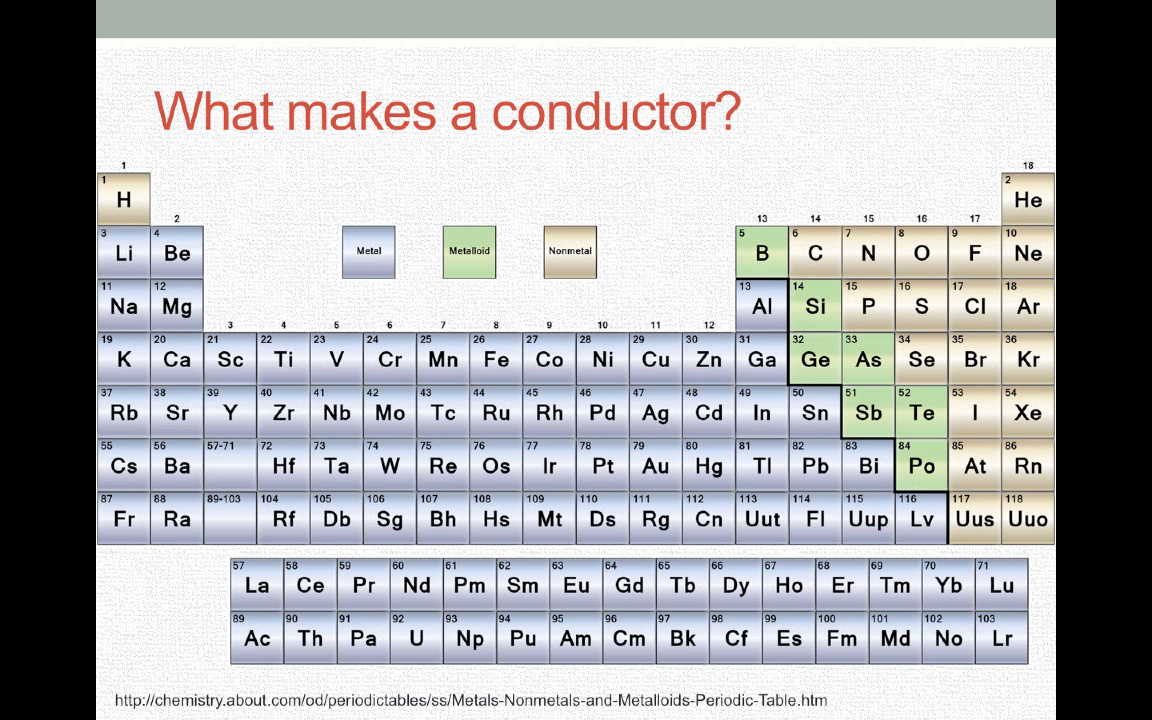 What makes a conductor?
1 18
1 2
H He
2 13 14 15 16 17
3 4 5 6 7 8 9 10
Li Be Metal Metalloid Nonmetal B C N O F Ne
11 12 13 14 15 16 17 18
Na Mg Al Si P S Cl Ar
3 4 5 6 7 8 9 10 11 12
19 20 21 22 23 24 25 26 27 28 29 30 31 32 33 34 35 36
K Ca Sc Ti V Cr Mn Fe Co Ni Cu Zn Ga Ge As Se Br Kr
37 38 39 40 41 42 43 44 45 46 47 48 49 50 51 52 53 54
Rb Sr Y Zr Nb Mo Tc Ru Rh Pd Ag Cd In Sn Sb Te I Xe
55 56 57-71 72 73 74 75 76 77 78 79 80 81 82 83 84 85 86
Cs Ba Hf Ta W Re Os Ir Pt Au Hg Tl Pb Bi Po At Rn
87 88 89-103 104 105 106 107 108 109 110 111 112 113 114 115 116 117 118
Fr Ra Rf Db Sg Bh Hs Mt Ds Rg Cn Uut Fl Uup Lv Uus Uuo
57 58 59 60 61 62 63 64 65 66 67 68 69 70 71
La Ce Pr Nd Pm Sm Eu Gd Tb Dy Ho Er Tm Yb Lu
89 90 91 92 93 94 95 96 97 98 99 100 101 102 103
Ac Th Pa U Np Pu Am Cm Bk Cf Es Fm Md No Lr
http://chemistry.about.com/od/periodictables/ss/Metals-Nonmetals-and-Metalloids-Periodic-Table.htm